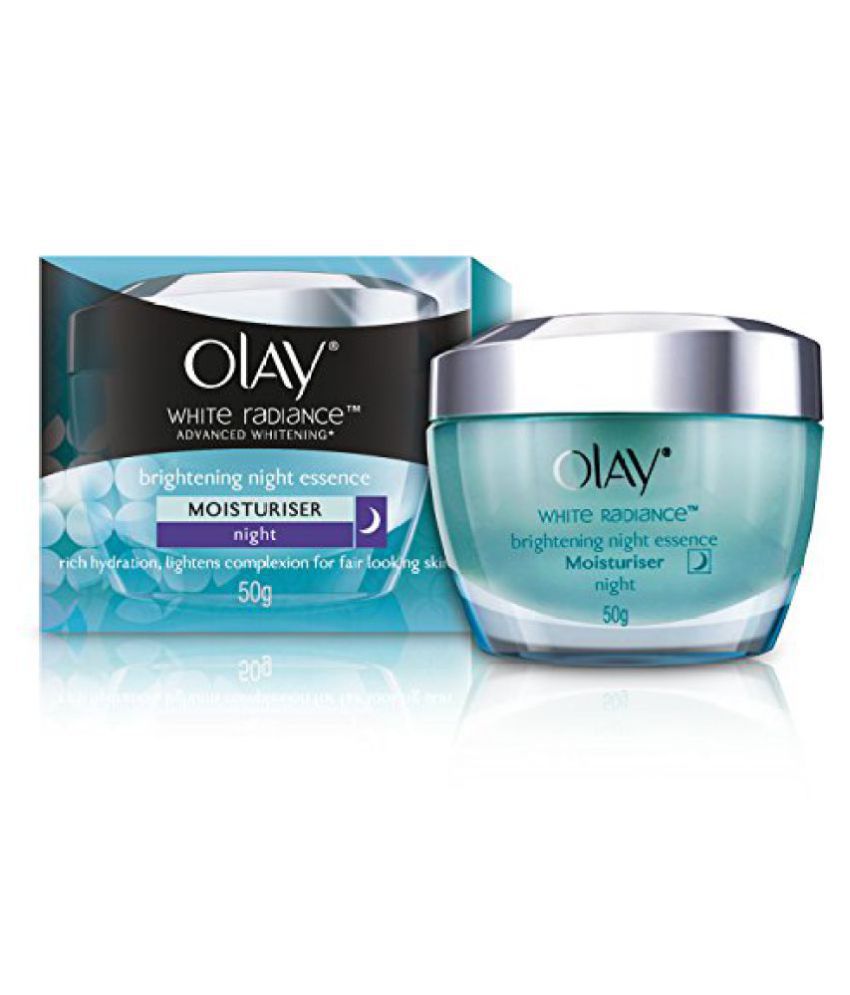 OLAY®
WHITE RADIANCE™
ADVANCED WHITENING*
brightening night essence
MOISTURISER
night
rich hydration, lightens complexion for fair looking skin
50g
OLAY®
WHITE RADIANCE™
brightening night essence
Moisturiser
night
50g